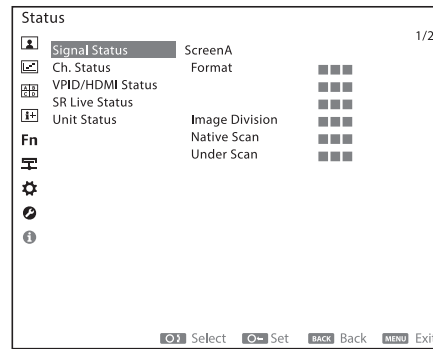 Status
1/2
Signal Status
ScreenA
Ch. Status
Format
VPID/HDMI Status
SR Live Status
Unit Status
Image Division
Native Scan
Under Scan
Fn
Select Set BACK Back MENU Exit